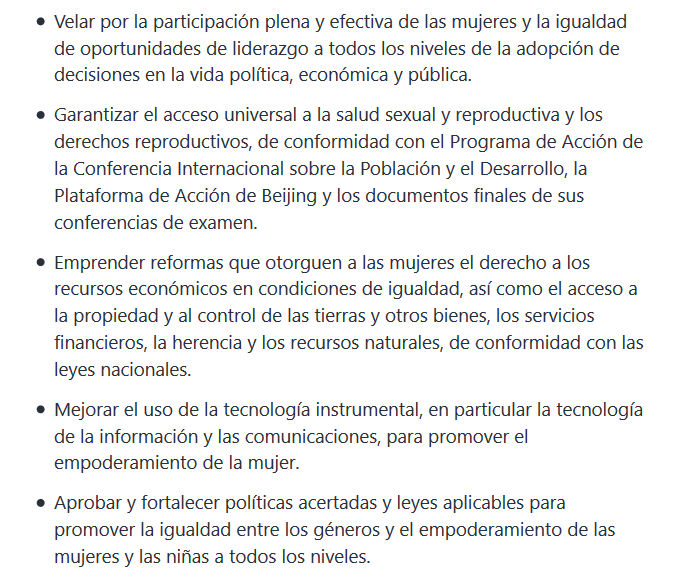 • Velar por la participación plena y efectiva de las mujeres y la igualdad
de oportunidades de liderazgo a todos los niveles de la adopción de
decisiones en la vida política, económica y pública.
• Garantizar el acceso universal a la salud sexual y reproductiva y los
derechos reproductivos, de conformidad con el Programa de Acción de
la Conferencia Internacional sobre la Población y el Desarrollo, la
Plataforma de Acción de Beijing y los documentos finales de sus
conferencias de examen.
• Emprender reformas que otorguen a las mujeres el derecho a los
recursos económicos en condiciones de igualdad, así como el acceso a
la propiedad y al control de las tierras y otros bienes, los servicios
financieros, la herencia y los recursos naturales, de conformidad con las
leyes nacionales.
• Mejorar el uso de la tecnología instrumental, en particular la tecnología
de la información y las comunicaciones, para promover el
empoderamiento de la mujer.
• Aprobar y fortalecer políticas acertadas y leyes aplicables para
promover la igualdad entre los géneros y el empoderamiento de las
mujeres y las niñas a todos los niveles.